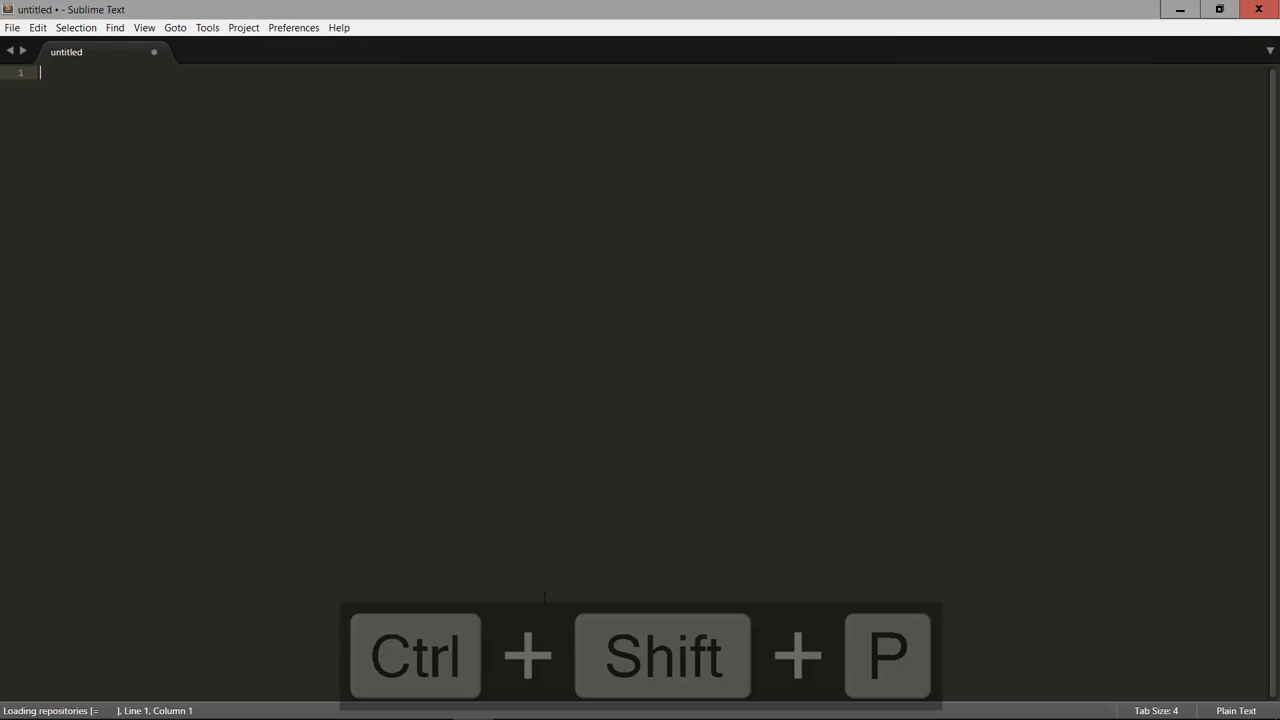 untitled • - Sublime Text
File Edit Selection Find View Goto Tools Project Preferences Help
untitled
1
Ctrl + Shift + P
Loading repositories [= ], Line 1, Column 1 Tab Size: 4 Plain Text